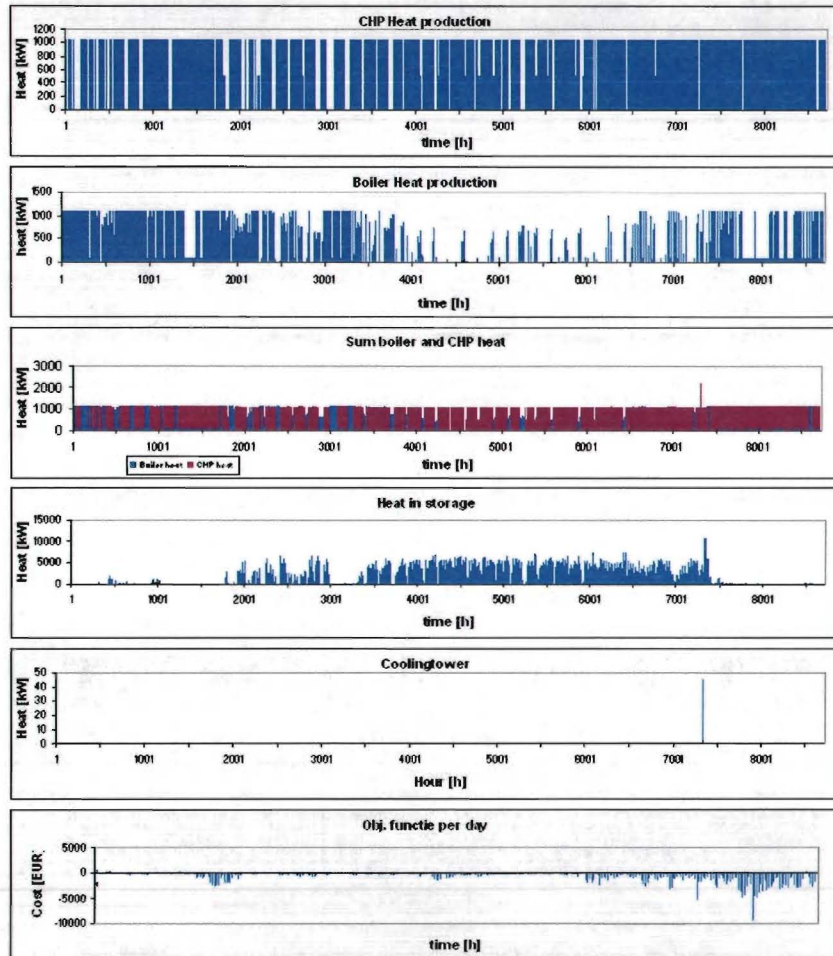 CHP Heat production
Heat [kW]
1200
1000
800
600
400
200
0
1 1001 2001 3001 4001 5001 6001 7001 8001
time [h]
Boiler Heat production
heat [kW]
1500
1000
500
0
1 1001 2001 3001 4001 5001 6001 7001 8001
time [h]
Sum boiler and CHP heat
Heat [kW]
3000
2000
1000
0
1 1001 2001 3001 4001 5001 6001 7001 8001
Boiler heat CHP heat
time [h]
Heat in storage
Heat [kW]
15000
10000
5000
0
1 1001 2001 3001 4001 5001 6001 7001 8001
time [h]
Coolingtower
Heat [kW]
50
40
30
20
10
0
1 1001 2001 3001 4001 5001 6001 7001 8001
Hour [h]
Obj. functie per day
Cost [EUR]
5000
0
-5000
-10000
time [h]